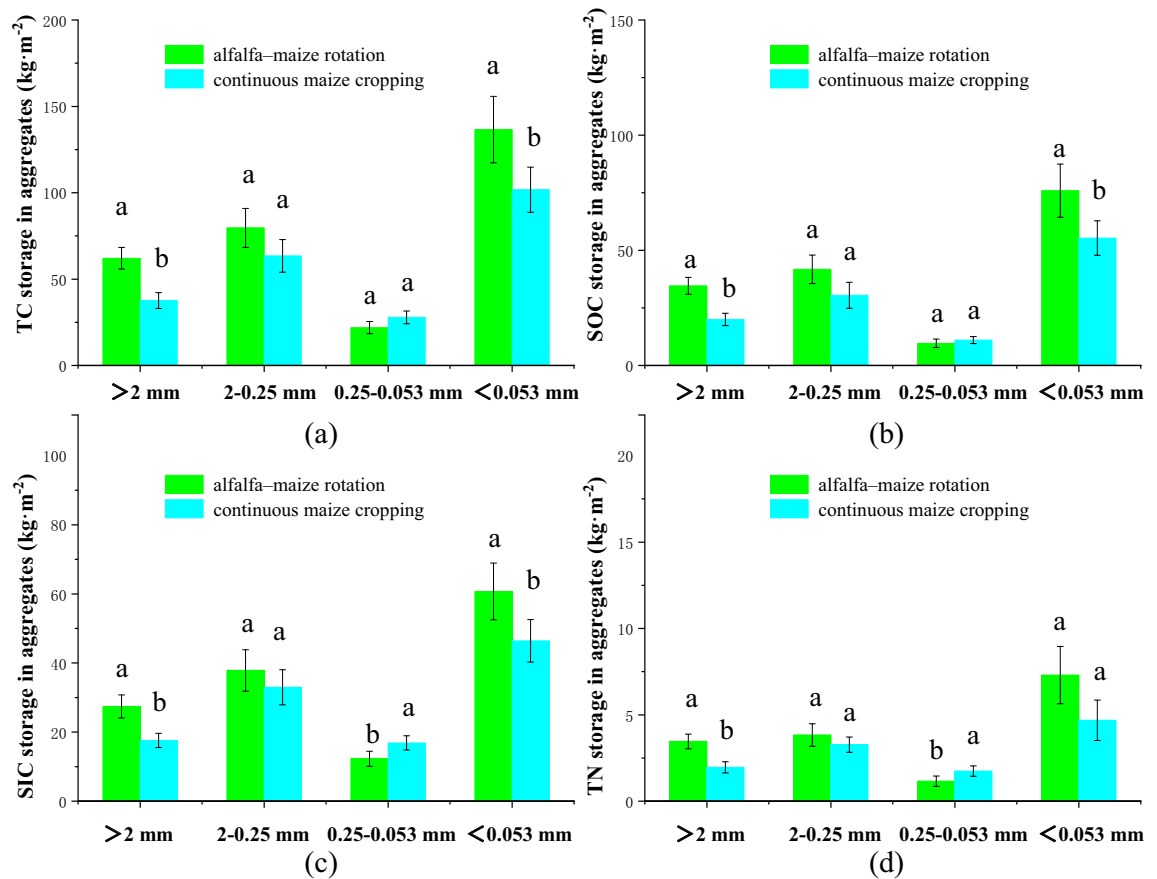 TC storage in aggregates (kg·m-2)
200
150
100
50
0
alfalfa–maize rotation
continuous maize cropping
a
b
a
a
a
a
a
b
>2 mm
2-0.25 mm
0.25-0.053 mm
<0.053 mm
(a)
SOC storage in aggregates (kg·m-2)
150
100
50
0
a
b
a
a
a
a
a
b
>2 mm
2-0.25 mm
0.25-0.053 mm
<0.053 mm
(b)
SIC storage in aggregates (kg·m-2)
100
80
60
40
20
0
alfalfa–maize rotation
continuous maize cropping
a
b
a
a
b
a
a
b
>2 mm
2-0.25 mm
0.25-0.053 mm
<0.053 mm
(c)
TN storage in aggregates (kg·m-2)
20
15
10
5
0
alfalfa–maize rotation
continuous maize cropping
a
b
a
a
b
a
a
a
>2 mm
2-0.25 mm
0.25-0.053 mm
<0.053 mm
(d)